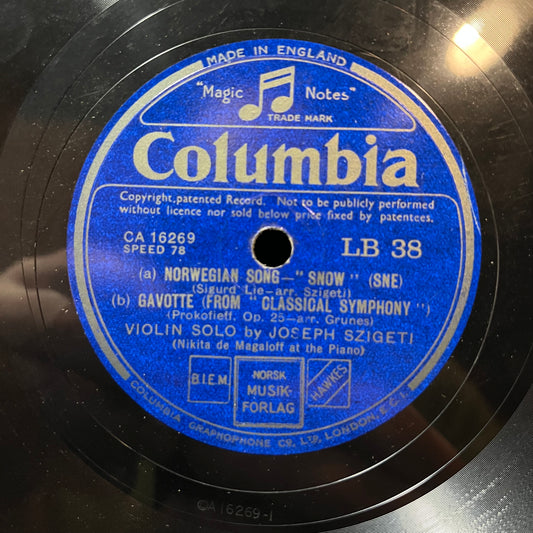 MADE IN ENGLAND
"Magic Notes"
TRADE MARK
Columbia
Copyright, patented Record. Not to be publicly performed
without licence nor sold below price fixed by patentees.
CA 16269 LB 38
SPEED 78
(a) NORWEGIAN SONG—"SNOW" (SNE)
(Sigurd Lie—arr. Szigeti)
(b) GAVOTTE (FROM "CLASSICAL SYMPHONY")
(Prokofieff, Op. 25—arr. Grunes)
VIOLIN SOLO by JOSEPH SZIGETI
(Nikita de Magaloff at the Piano)
B.I.E.M. NORSK MUSIK-FORLAG HAWKES
COLUMBIA GRAPHOPHONE CO. LTD. LONDON, E.C.1.
CA 16269-1